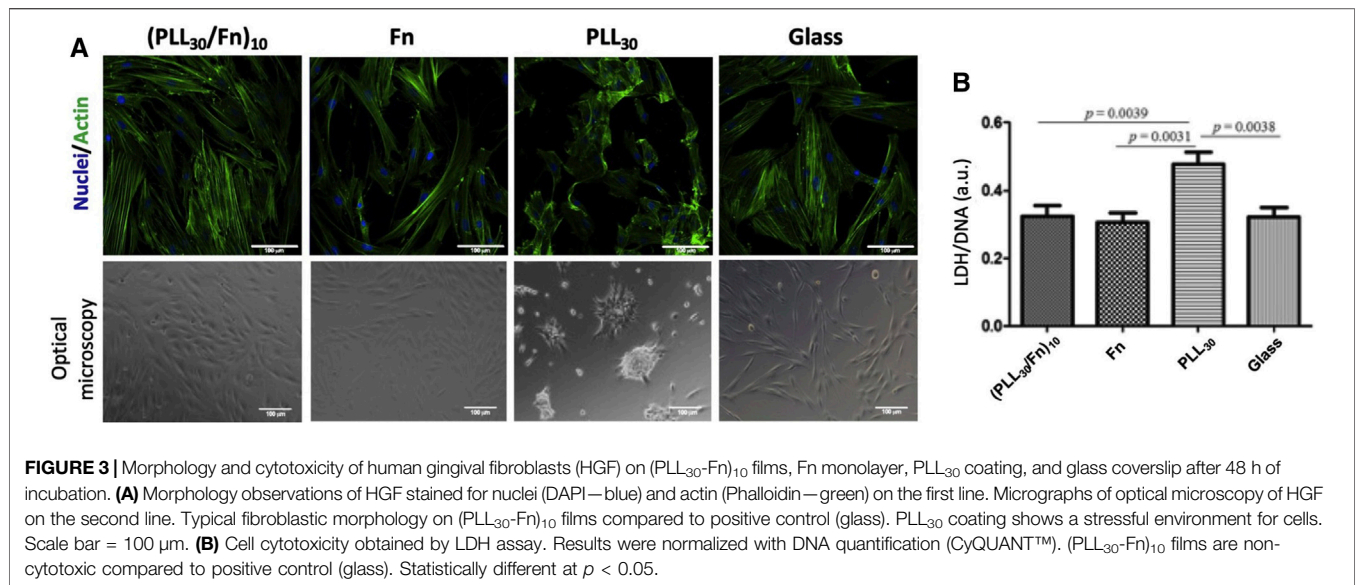 A
(PLL₃₀/Fn)₁₀ Fn PLL₃₀ Glass
Nuclei/Actin
100 µm 100 µm 100 µm 100 µm
Optical
microscopy
100 µm 100 µm 100 µm 100 µm
B
p = 0.0039
p = 0.0031
p = 0.0038
LDH/DNA (a.u.)
0.6
0.4
0.2
0.0
(PLL₃₀/Fn)₁₀ Fn PLL₃₀ Glass
FIGURE 3 | Morphology and cytotoxicity of human gingival fibroblasts (HGF) on (PLL₃₀-Fn)₁₀ films, Fn monolayer, PLL₃₀ coating, and glass coverslip after 48 h of
incubation. (A) Morphology observations of HGF stained for nuclei (DAPI—blue) and actin (Phalloidin—green) on the first line. Micrographs of optical microscopy of HGF
on the second line. Typical fibroblastic morphology on (PLL₃₀-Fn)₁₀ films compared to positive control (glass). PLL₃₀ coating shows a stressful environment for cells.
Scale bar = 100 µm. (B) Cell cytotoxicity obtained by LDH assay. Results were normalized with DNA quantification (CyQUANT™). (PLL₃₀-Fn)₁₀ films are non-
cytotoxic compared to positive control (glass). Statistically different at p < 0.05.